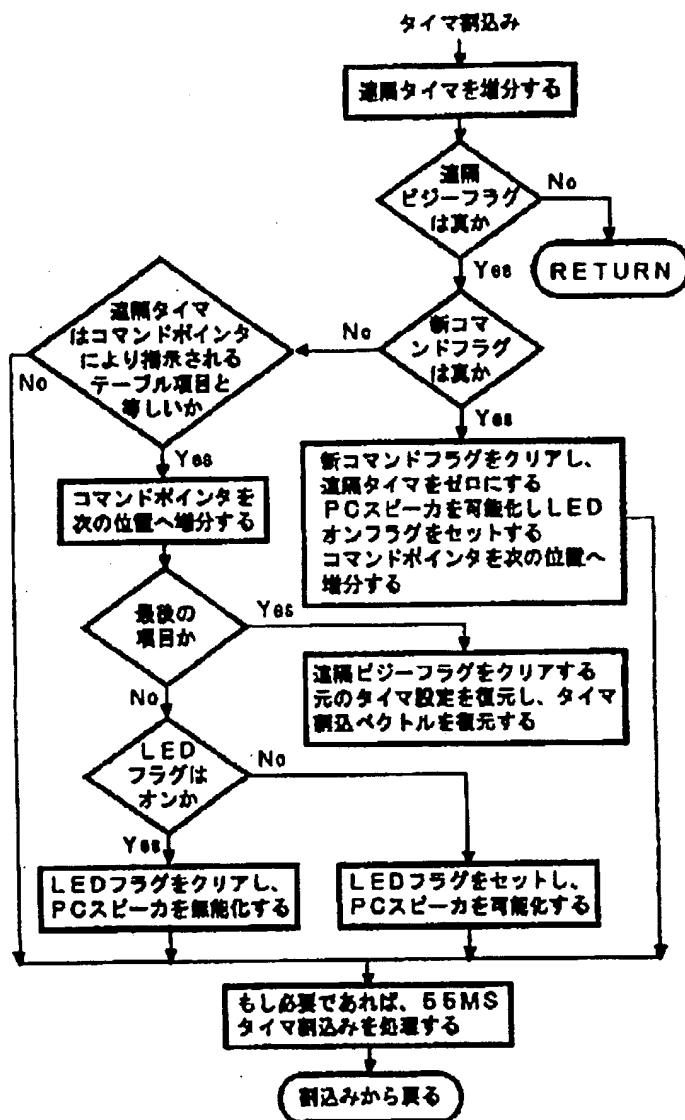 タイマ割込み
遠隔タイマを増分する
遠隔
ビジーフラグ
は真か
No
RETURN
Yes
新コマ
ンドフラグ
は真か
No
遠隔タイマ
はコマンドポインタ
により指示される
テーブル項目と
等しいか
No
Yes
Yes
新コマンドフラグをクリアし、
遠隔タイマをゼロにする
PCスピーカを可能化しLED
オンフラグをセットする
コマンドポインタを次の位置へ
増分する
コマンドポインタを
次の位置へ増分する
最後の
項目か
Yes
遠隔ビジーフラグをクリアする
元のタイマ設定を復元し、タイマ
割込ベクトルを復元する
No
LED
フラグは
オンか
No
Yes
LEDフラグをクリアし、
PCスピーカを無能化する
LEDフラグをセットし、
PCスピーカを可能化する
もし必要であれば、55MS
タイマ割込みを処理する
割込みから戻る